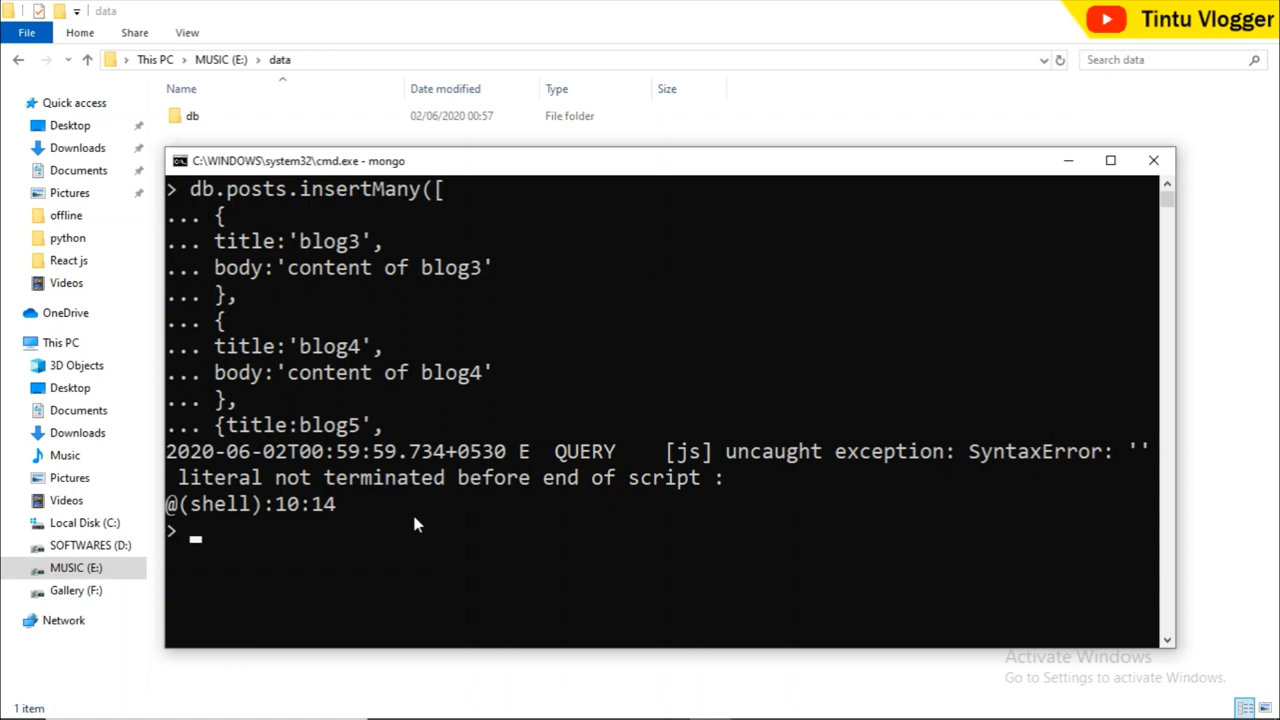 data
Tintu Vlogger
File Home Share View
This PC MUSIC (E:) data
Search data
Name Date modified Type Size
db 02/06/2020 00:57 File folder
Quick access
Desktop
Downloads
Documents
Pictures
offline
python
React js
Videos
OneDrive
This PC
3D Objects
Desktop
Documents
Downloads
Music
Pictures
Videos
Local Disk (C:)
SOFTWARES (D:)
MUSIC (E:)
Gallery (F:)
Network
C:\WINDOWS\system32\cmd.exe - mongo
> db.posts.insertMany([
... {
... title:'blog3',
... body:'content of blog3'
... },
... {
... title:'blog4',
... body:'content of blog4'
... },
... {title:blog5',
2020-06-02T00:59:59.734+0530 E  QUERY    [js] uncaught exception: SyntaxError: ''
literal not terminated before end of script :
@(shell):10:14
>
Activate Windows
Go to Settings to activate Windows.
1 item